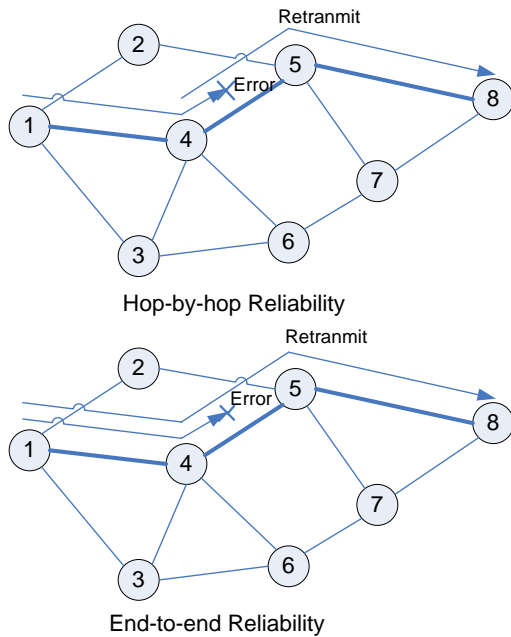 Retranmit
2
5
Error
8
1
4
7
3
6
Hop-by-hop Reliability
Retranmit
2
5
Error
8
1
4
7
3
6
End-to-end Reliability